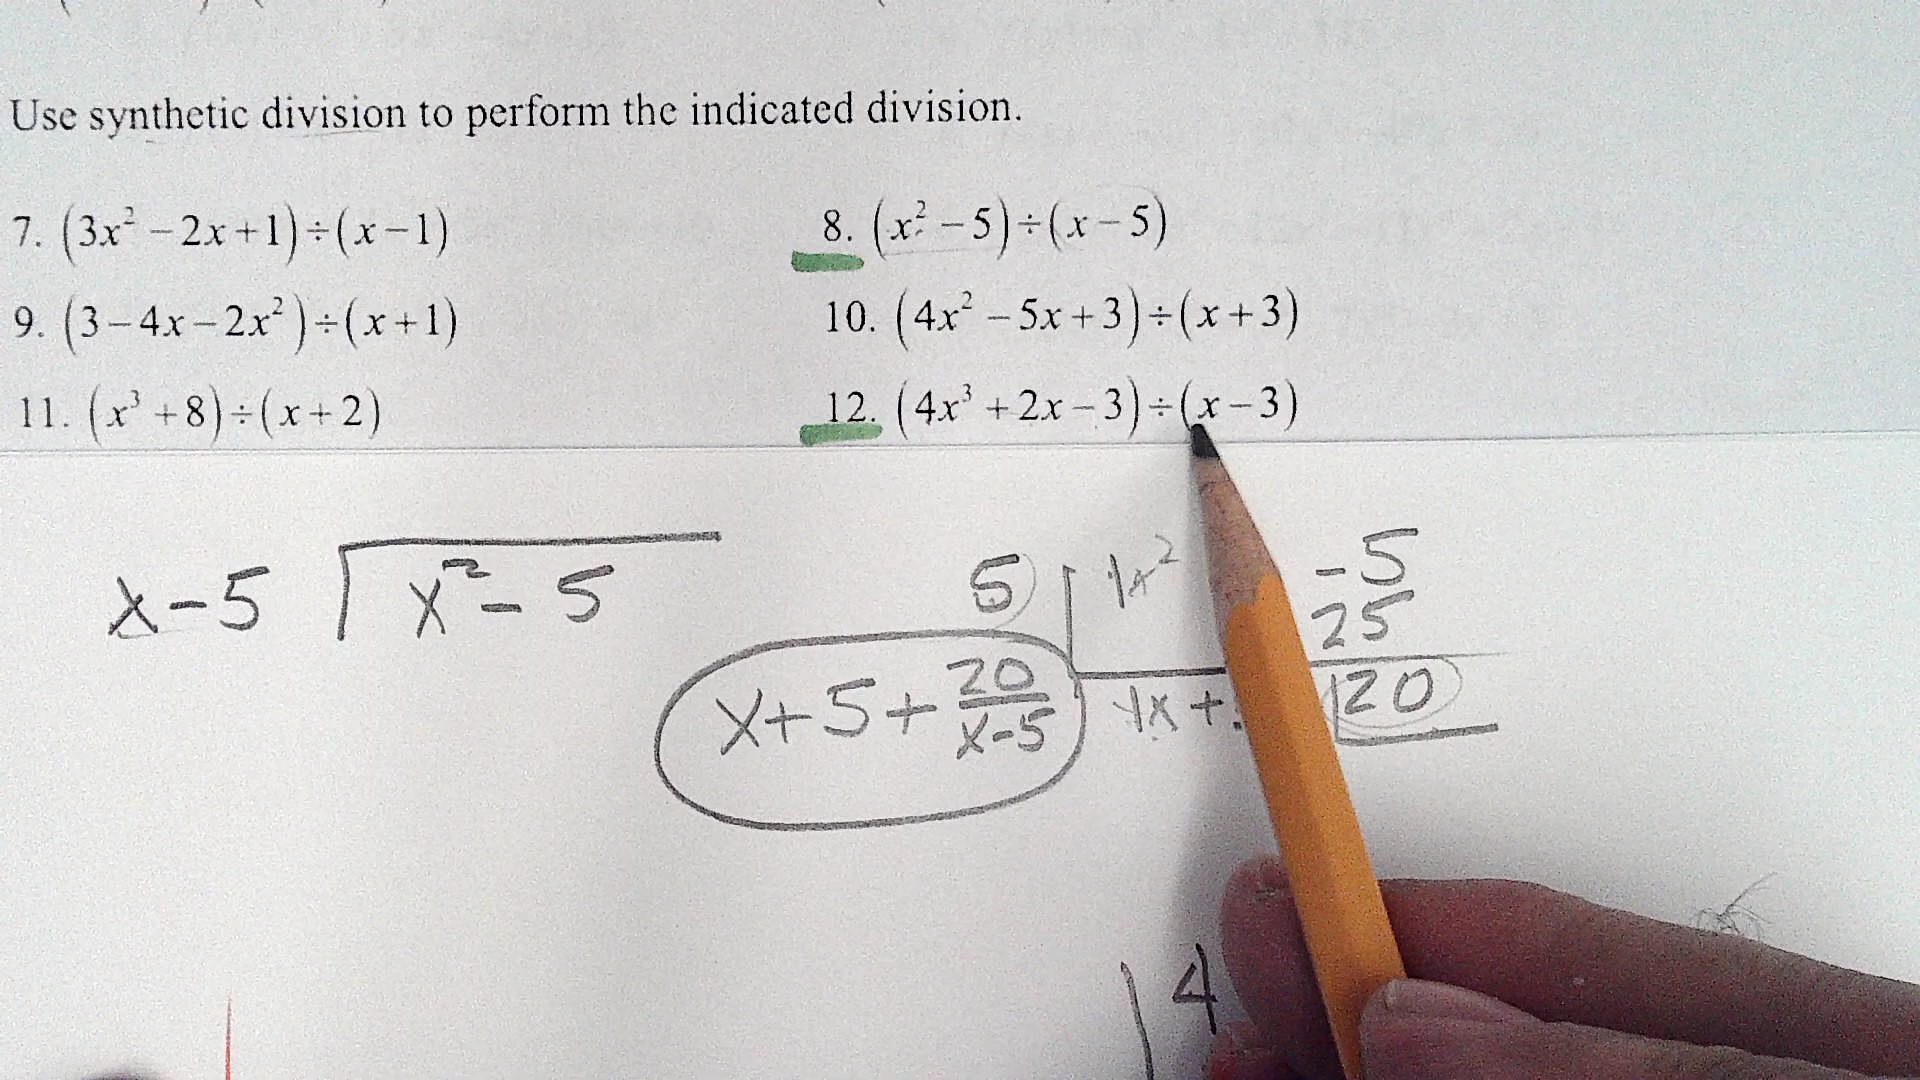 Use synthetic division to perform the indicated division.
7. (3x² − 2x + 1) ÷ (x − 1)
8. (x² − 5) ÷ (x − 5)
9. (3 − 4x − 2x²) ÷ (x + 1)
10. (4x² − 5x + 3) ÷ (x + 3)
11. (x³ + 8) ÷ (x + 2)
12. (4x³ + 2x − 3) ÷ (x − 3)
x − 5 x² − 5
5 1x² -5
25
x + 5 + 20/(x − 5) 1x + 20
4